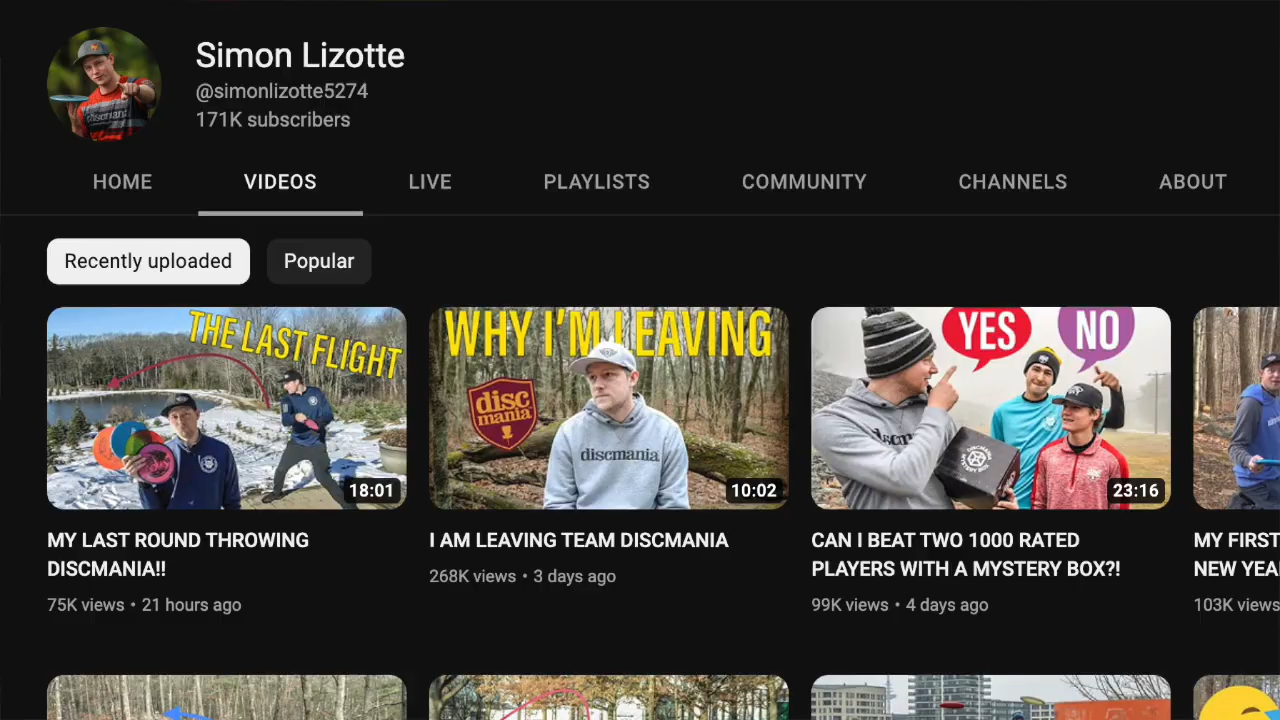 Simon Lizotte
@simonlizotte5274
171K subscribers
HOME
VIDEOS
LIVE
PLAYLISTS
COMMUNITY
CHANNELS
ABOUT
Recently uploaded
Popular
THE LAST FLIGHT
18:01
WHY I'M LEAVING
disc
mania
discmania
10:02
YES
NO
DISCMANIA
MYSTERY BOX
23:16
MY LAST ROUND THROWING
DISCMANIA!!
75K views • 21 hours ago
I AM LEAVING TEAM DISCMANIA
268K views • 3 days ago
CAN I BEAT TWO 1000 RATED
PLAYERS WITH A MYSTERY BOX?!
99K views • 4 days ago
MY FIRST
NEW YEA
103K views